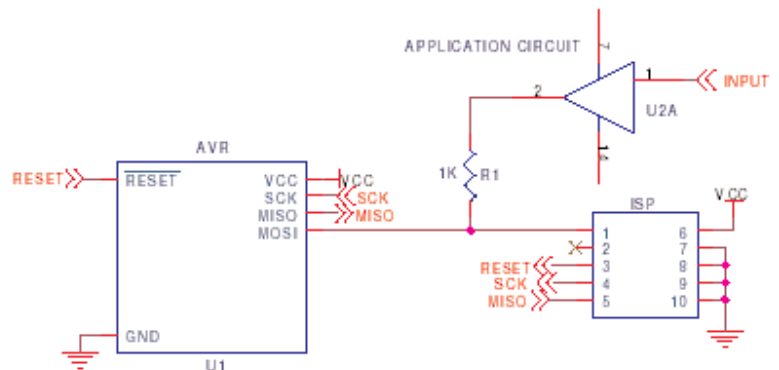 APPLICATION CIRCUIT
7
1
INPUT
2
U2A
14
AVR
1K
R1
RESET
RESET
VCC
VCC
SCK
SCK
MISO
MISO
MOSI
ISP
VCC
1
6
2
7
RESET
3
8
SCK
4
9
MISO
5
10
GND
U1